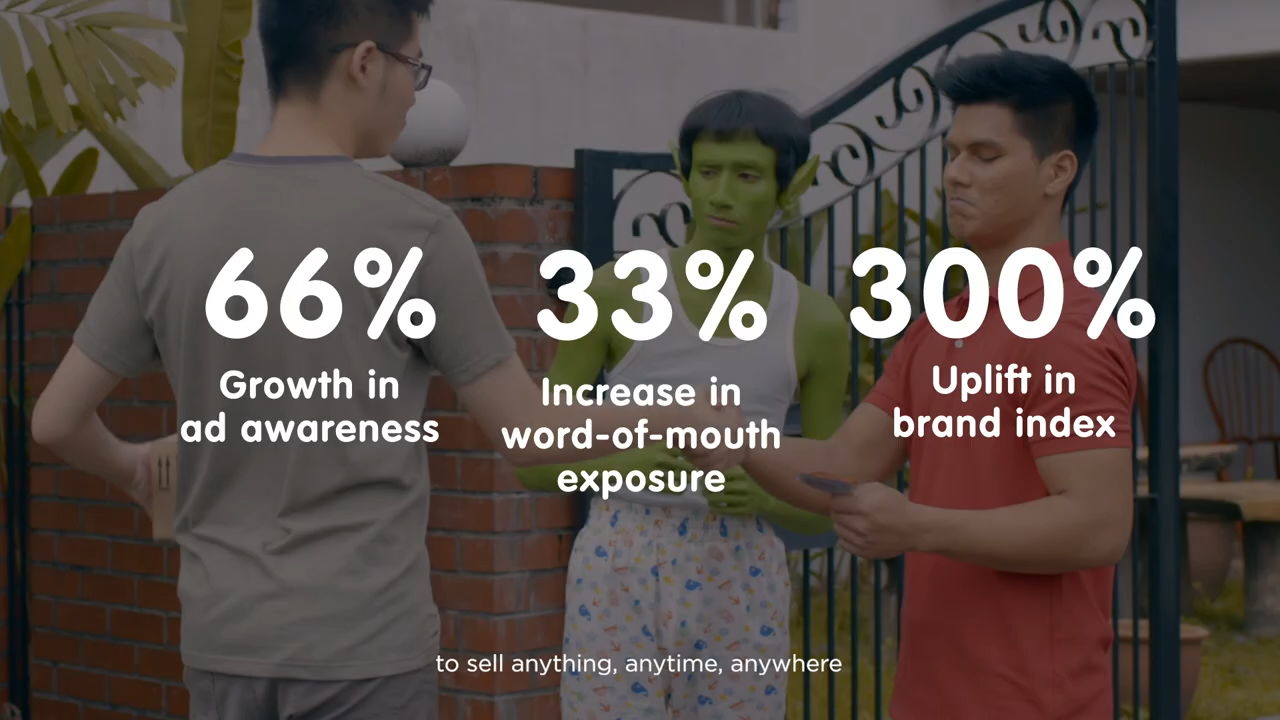 66%
Growth in
ad awareness
33%
Increase in
word-of-mouth
exposure
300%
Uplift in
brand index
to sell anything, anytime, anywhere